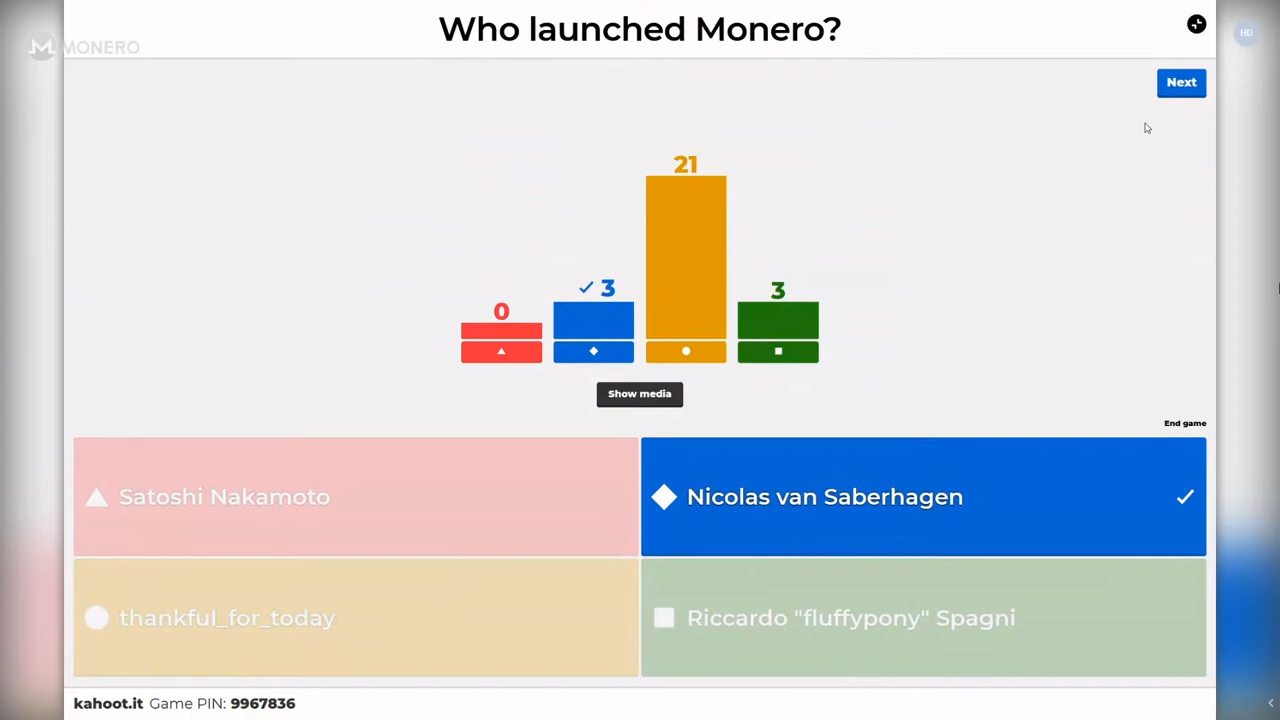 Who launched Monero?
MONERO
HD
Next
21
3
3
0
Show media
End game
Satoshi Nakamoto
Nicolas van Saberhagen
thankful_for_today
Riccardo "fluffypony" Spagni
kahoot.it Game PIN: 9967836